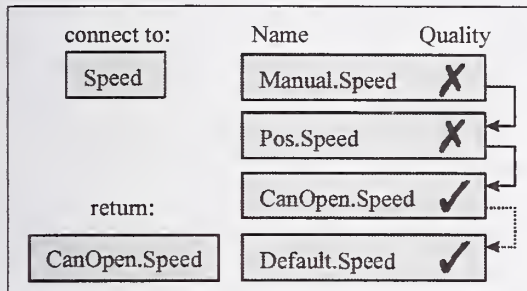 connect to:
Speed
return:
CanOpen.Speed
Name Quality
Manual.Speed ✗
Pos.Speed ✗
CanOpen.Speed ✓
Default.Speed ✓